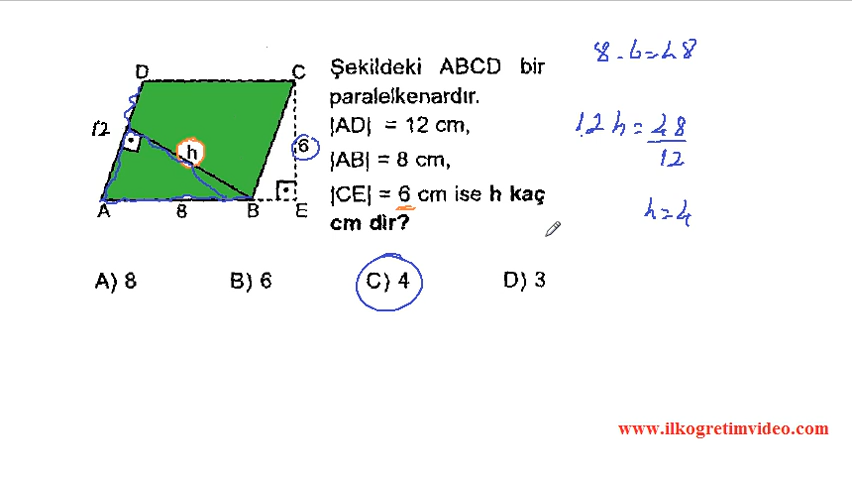 D
C
12
h
6
A
8
B
E
Şekildeki ABCD bir
paralelkenardır.
|AD| = 12 cm,
|AB| = 8 cm,
|CE| = 6 cm ise h kaç
cm dir?
8 . 6 = 48
12 h = 48
12
h = 4
A) 8
B) 6
C) 4
D) 3
www.ilkogretimvideo.com